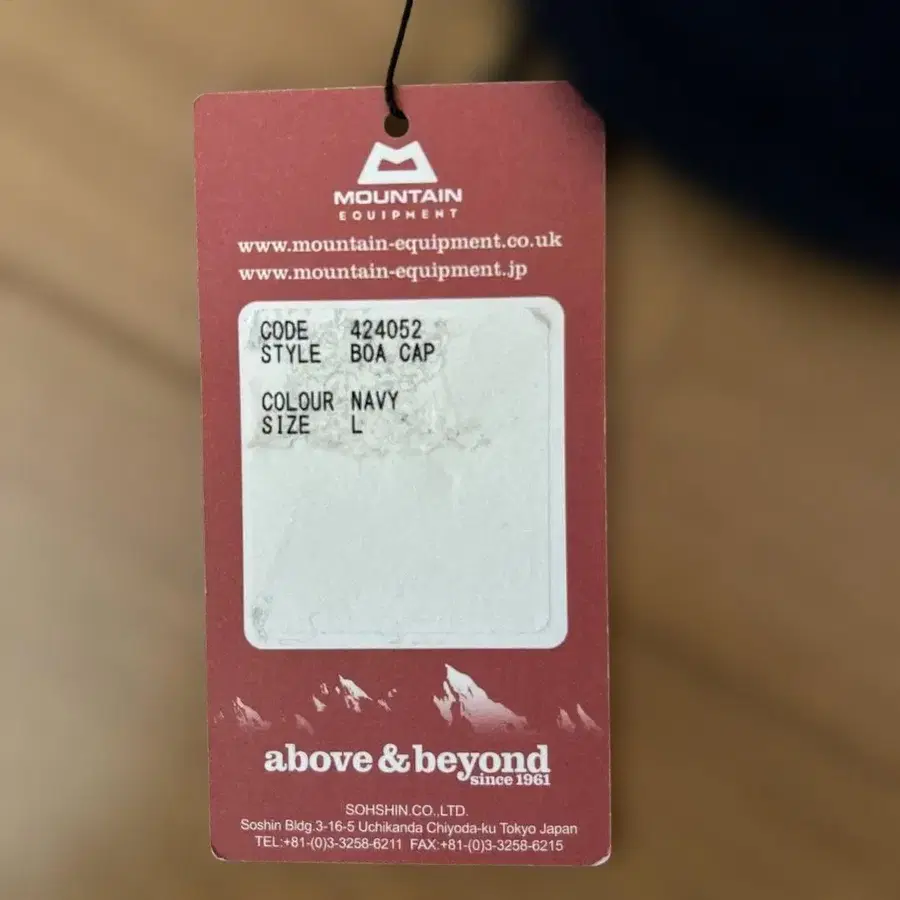 MOUNTAIN
EQUIPMENT
www.mountain-equipment.co.uk
www.mountain-equipment.jp
CODE 424052
STYLE BOA CAP
COLOUR NAVY
SIZE L
above & beyond
since 1961
SOHSHIN.CO.,LTD.
Soshin Bldg.3-16-5 Uchikanda Chiyoda-ku Tokyo Japan
TEL:+81-(0)3-3258-6211 FAX:+81-(0)3-3258-6215